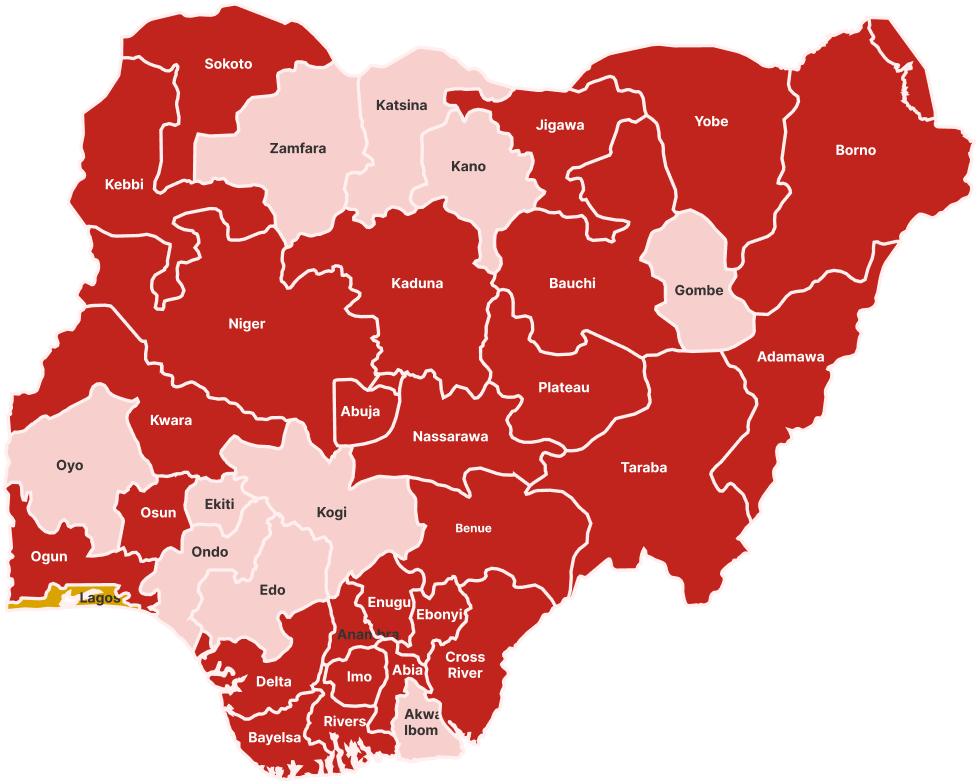 Sokoto
Katsina
Jigawa
Yobe
Zamfara
Borno
Kano
Kebbi
Kaduna
Bauchi
Gombe
Niger
Adamawa
Plateau
Abuja
Kwara
Nassarawa
Oyo
Taraba
Ekiti
Osun
Kogi
Benue
Ondo
Ogun
Edo
Lagos
Enugu
Ebonyi
Anambra
Cross
River
Abia
Imo
Delta
Akwa
Ibom
Rivers
Bayelsa